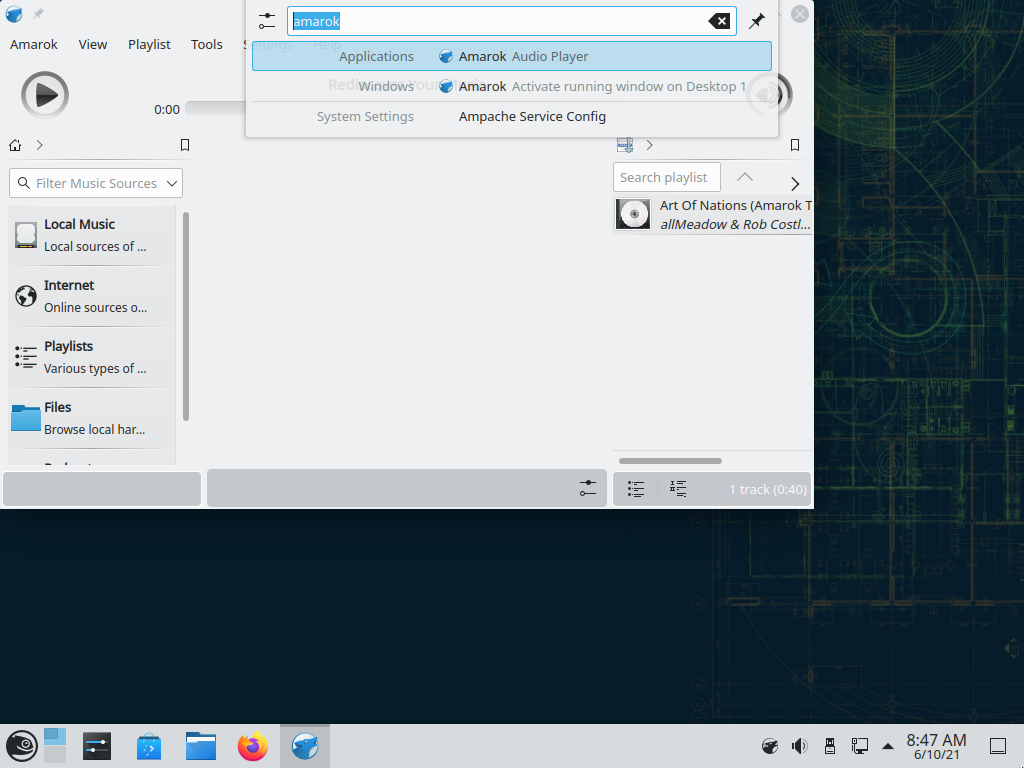 amarok
Amarok View Playlist Tools Settings Help
Applications Amarok Audio Player
Windows Amarok Activate running window on Desktop 1
System Settings Ampache Service Config
0:00
Filter Music Sources
Local Music
Local sources of ...
Internet
Online sources o...
Playlists
Various types of ...
Files
Browse local har...
Search playlist
Art Of Nations (Amarok T
allMeadow & Rob Costl...
1 track (0:40)
8:47 AM
6/10/21